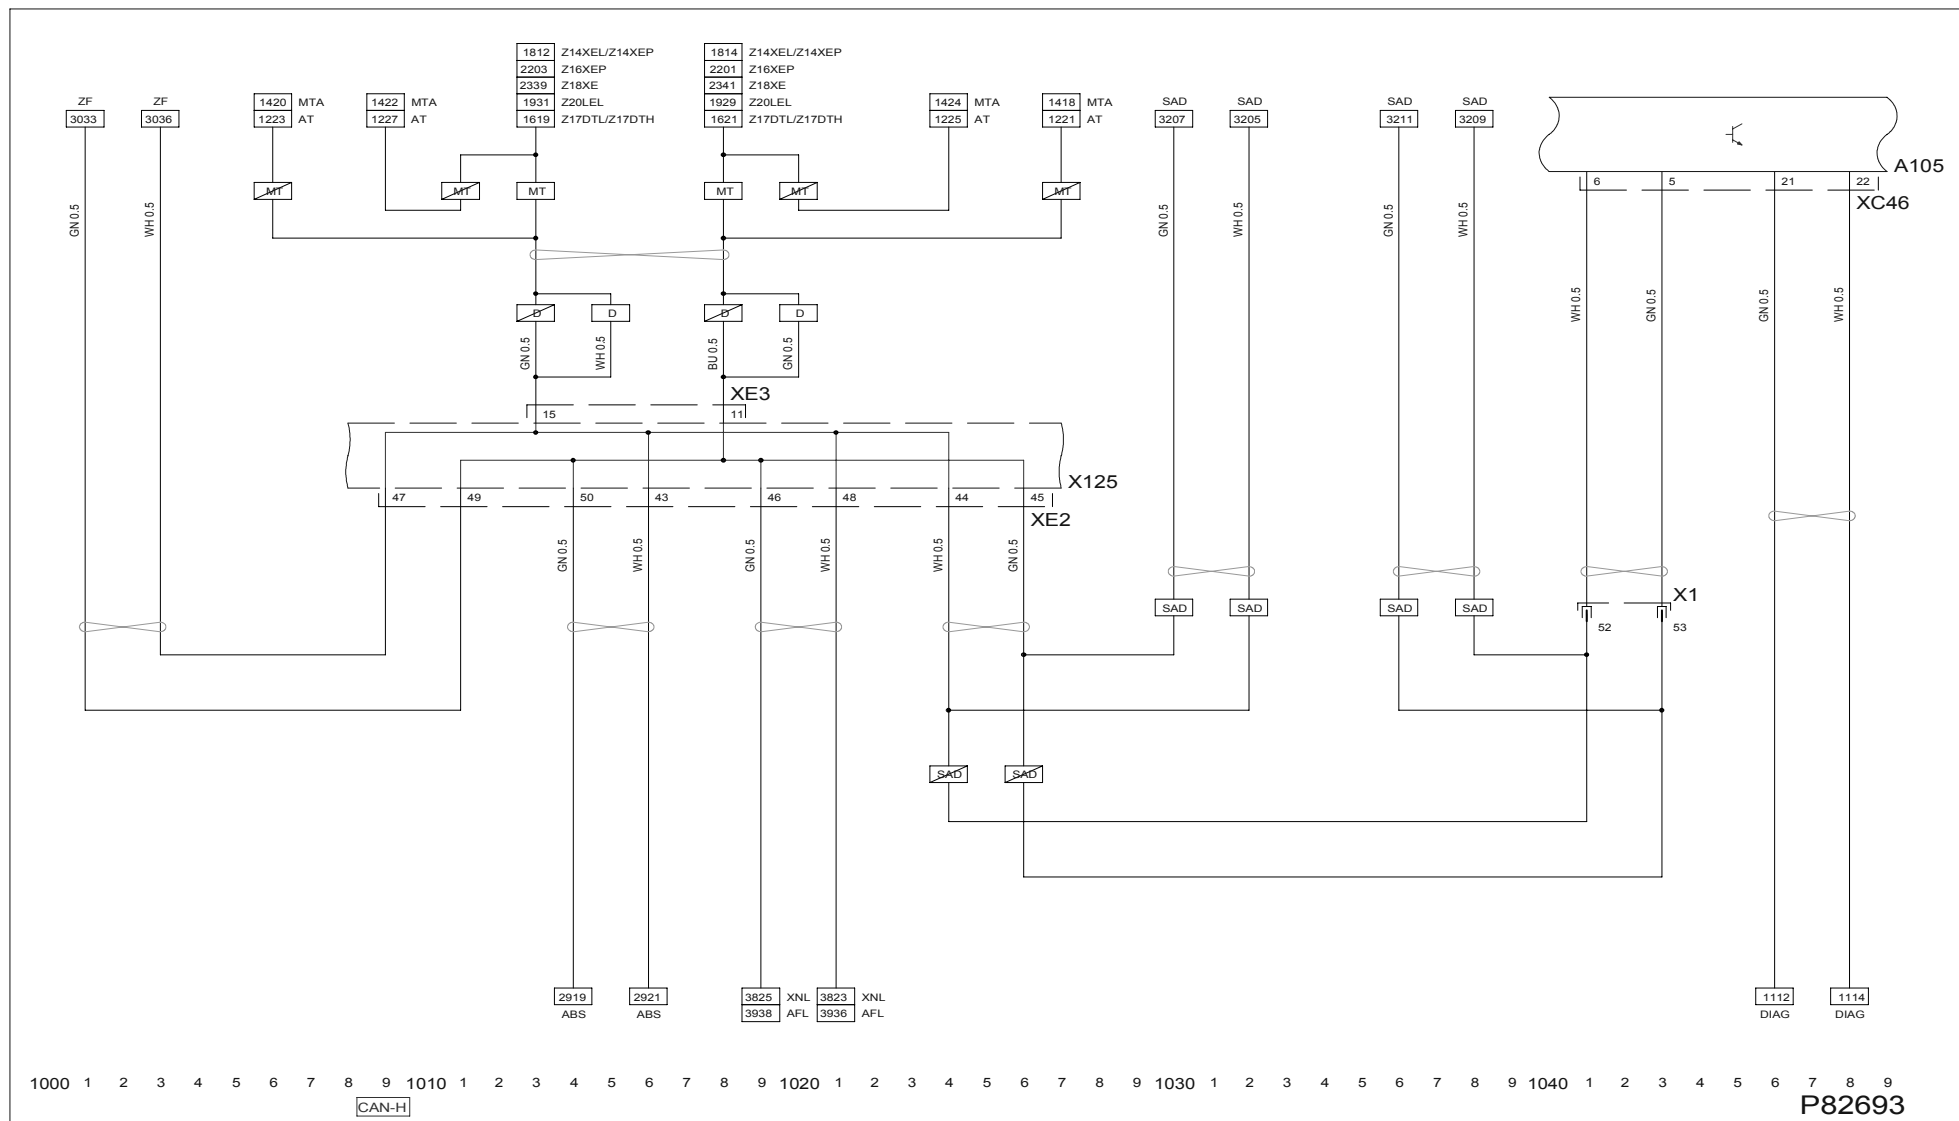 1812 Z14XEL/Z14XEP 1814 Z14XEL/Z14XEP
2203 Z16XEP 2201 Z16XEP
2339 Z18XE 2341 Z18XE
ZF ZF 1420 MTA 1422 MTA 1931 Z20LEL 1929 Z20LEL 1424 MTA 1418 MTA SAD SAD SAD SAD
3033 3036 1223 AT 1227 AT 1619 Z17DTL/Z17DTH 1621 Z17DTL/Z17DTH 1225 AT 1221 AT 3207 3205 3211 3209
A105
6 5 21 22
MT MT MT MT MT MT
XC46
GN 0.5 WH 0.5 GN 0.5 WH 0.5 GN 0.5 WH 0.5
WH 0.5 GN 0.5 GN 0.5 WH 0.5
D D D D
GN 0.5 WH 0.5 BU 0.5 GN 0.5
XE3
15 11
X125
47 49 50 43 46 48 44 45
XE2
GN 0.5 WH 0.5 GN 0.5 WH 0.5 WH 0.5 GN 0.5
X1
SAD SAD SAD SAD
52 53
SAD SAD
2919 2921 3825 XNL 3823 XNL 1112 1114
ABS ABS 3938 AFL 3936 AFL DIAG DIAG
1000 1 2 3 4 5 6 7 8 9 1010 1 2 3 4 5 6 7 8 9 1020 1 2 3 4 5 6 7 8 9 1030 1 2 3 4 5 6 7 8 9 1040 1 2 3 4 5 6 7 8 9
CAN-H
P82693